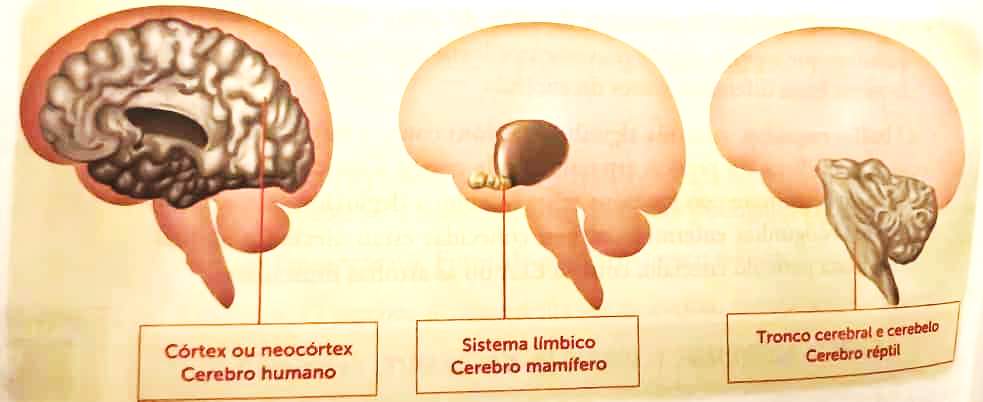 Córtex ou neocórtex
Cerebro humano
Sistema límbico
Cerebro mamífero
Tronco cerebral e cerebelo
Cerebro réptil